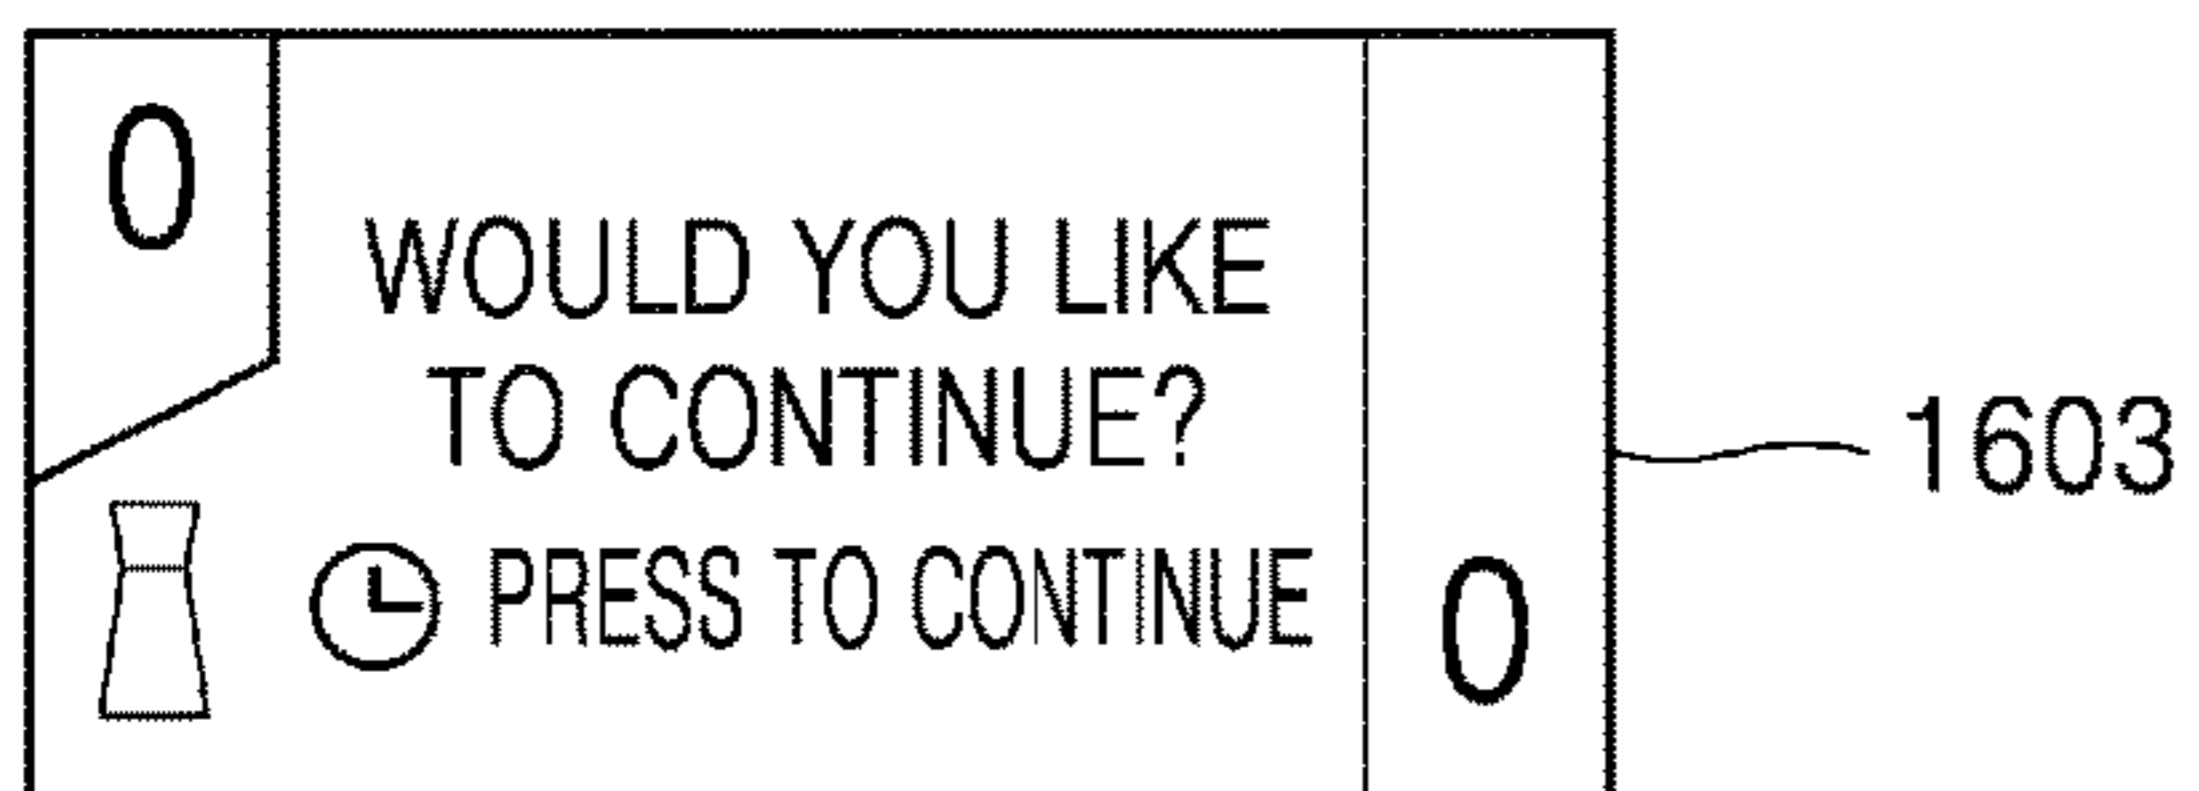 0
WOULD YOU LIKE
TO CONTINUE?
1603
PRESS TO CONTINUE
0